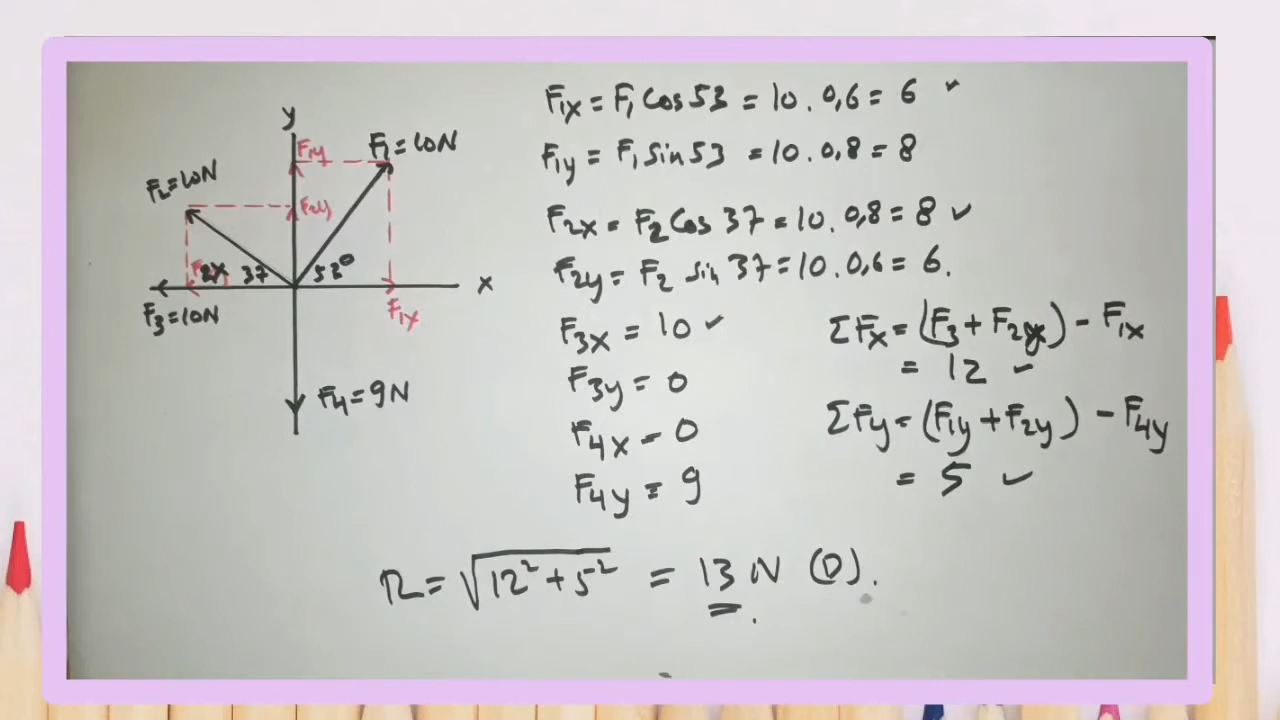 y
F1y
F1 = 10N
F2 = 10N
F2y
F2x 37 53°
x
F3 = 10N
F1x
F4 = 9N
F1x = F1 Cos 53 = 10 . 0,6 = 6 ✓
F1y = F1 sin 53 = 10 . 0,8 = 8
F2x = F2 Cos 37 = 10 . 0,8 = 8 ✓
F2y = F2 sin 37 = 10 . 0,6 = 6.
F3x = 10 ✓
F3y = 0
F4x = 0
F4y = 9
ΣFx = (F3 + F2x) - F1x
= 12 ✓
ΣFy = (F1y + F2y) - F4y
= 5 ✓
R = √12² + 5² = 13 N (D).